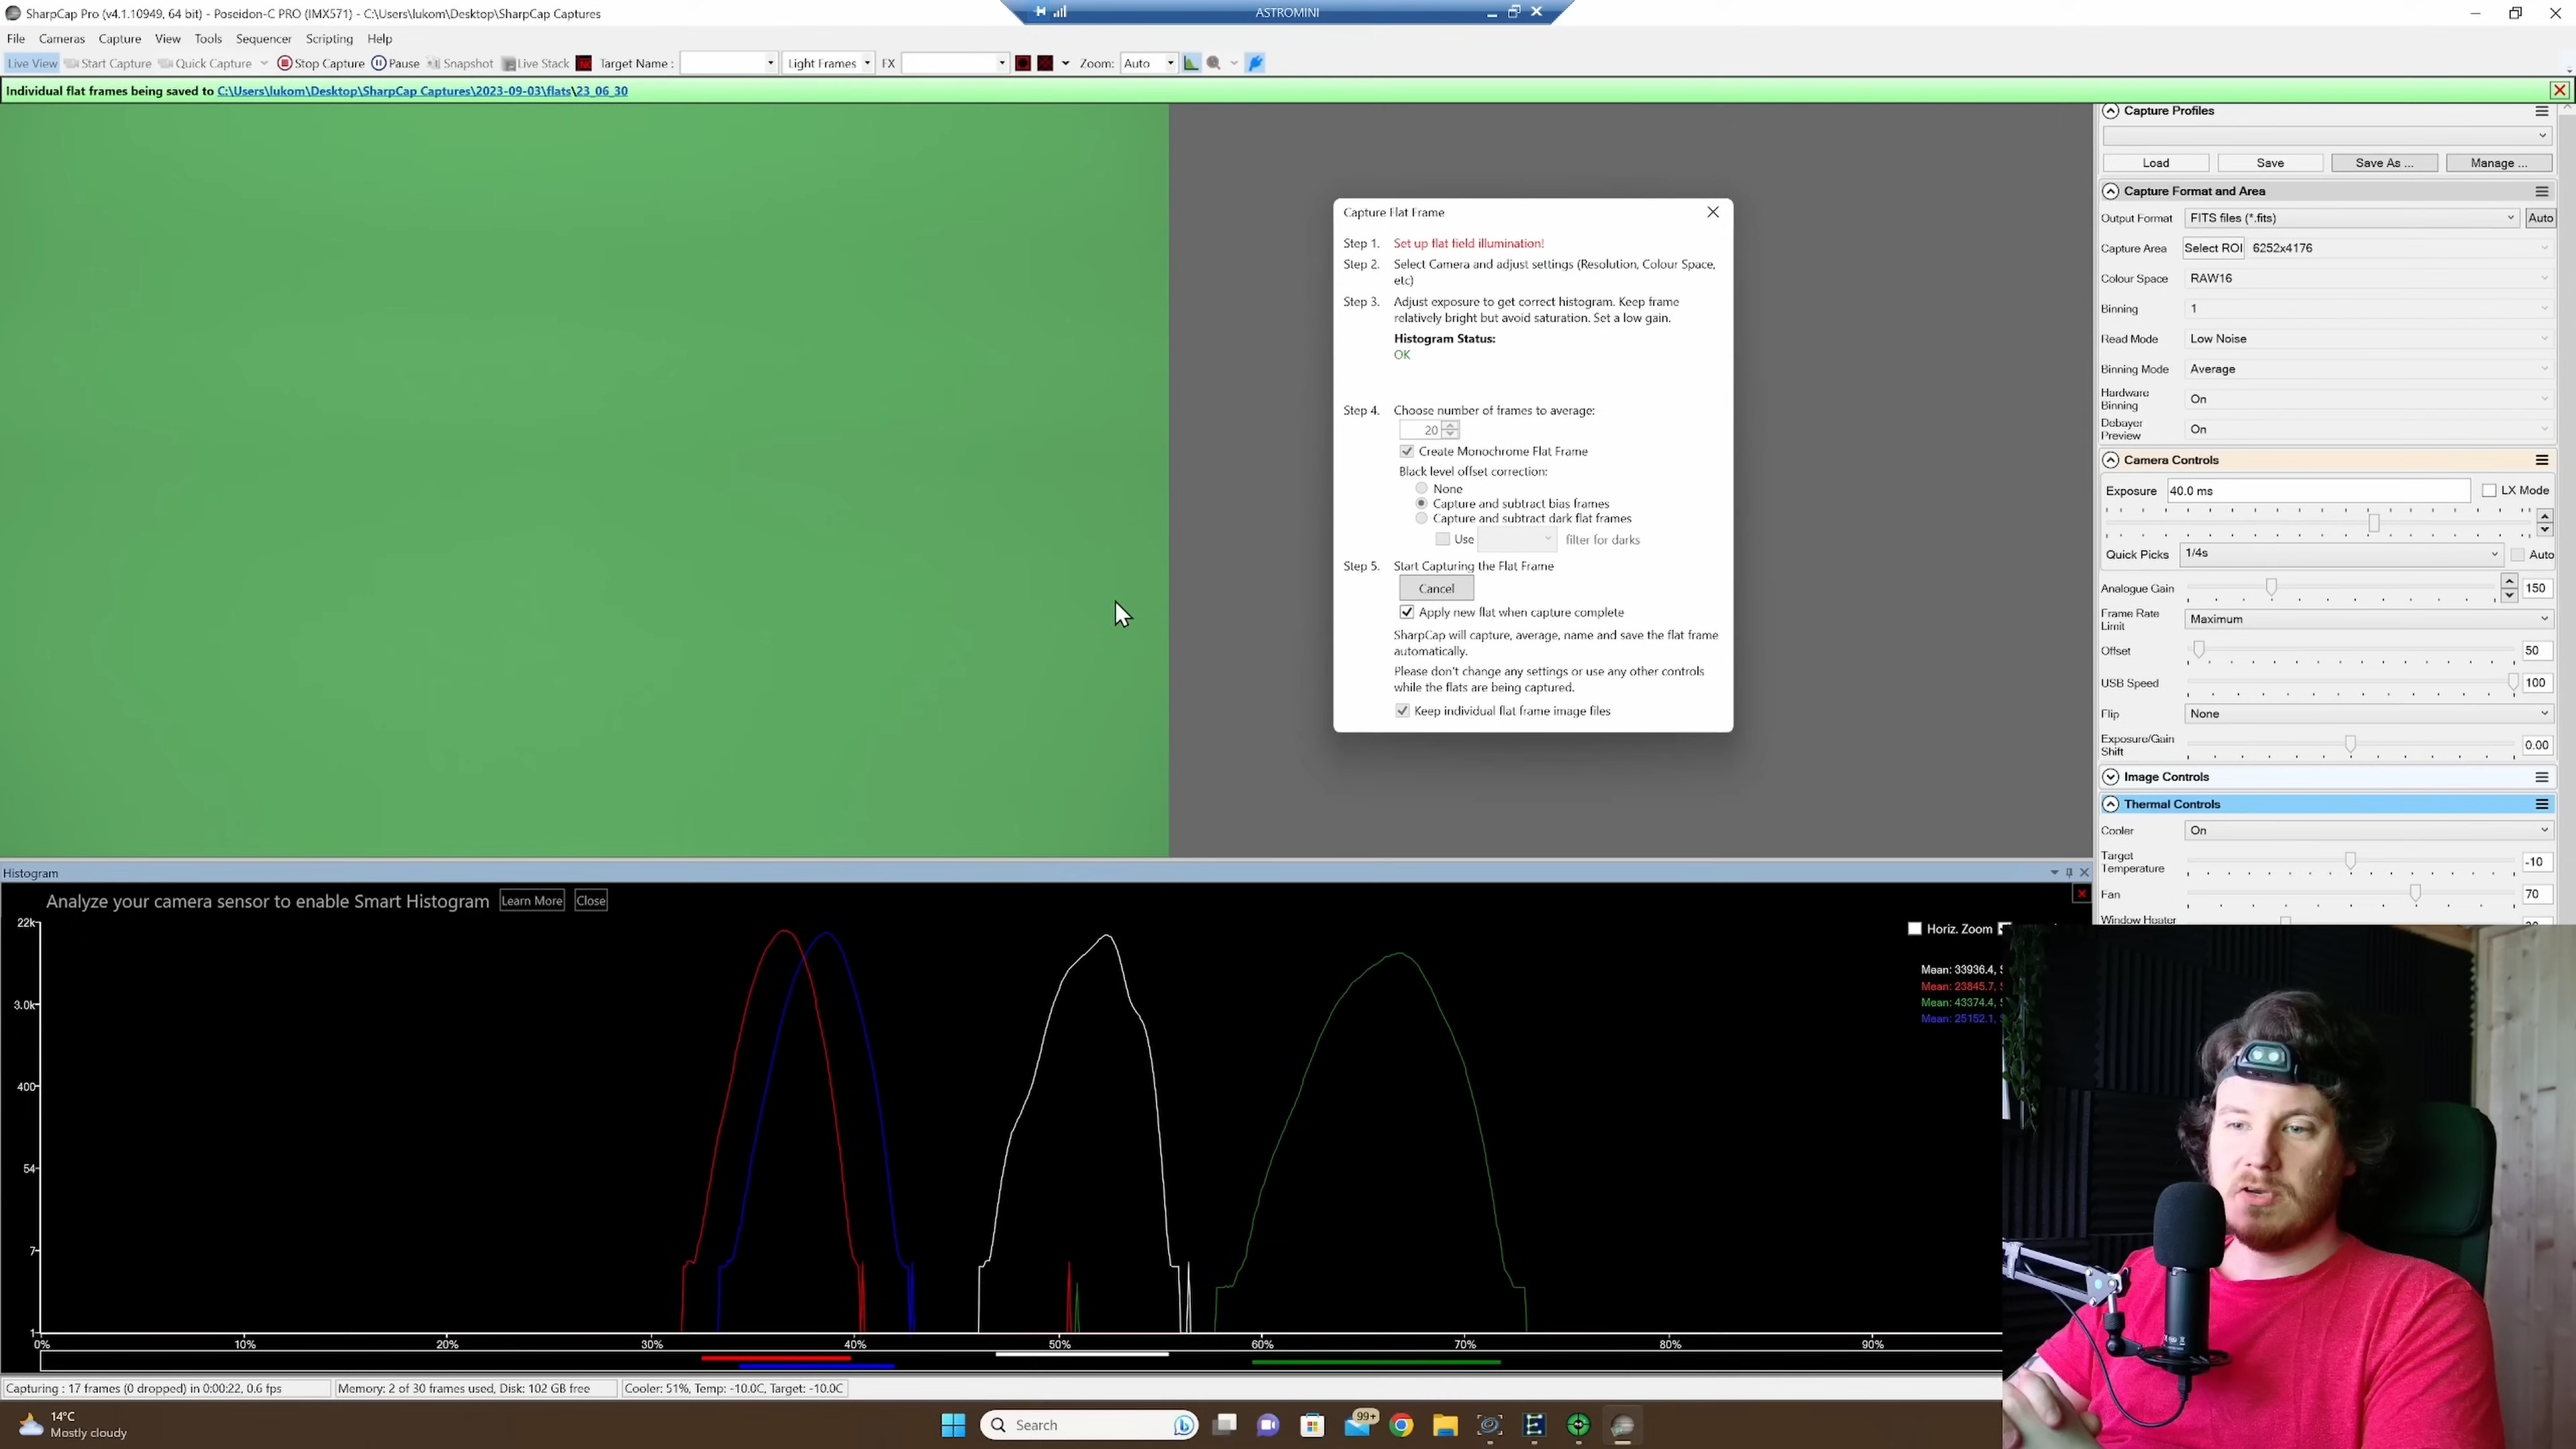 SharpCap Pro (v4.1.10949, 64 bit) - Poseidon-C PRO (IMX571) - C:\Users\lukom\Desktop\SharpCap Captures
ASTROMINI
File Cameras Capture View Tools Sequencer Scripting Help
Live View Start Capture Quick Capture Stop Capture Pause Snapshot Live Stack Target Name : Light Frames FX Zoom: Auto
Individual flat frames being saved to C:\Users\lukom\Desktop\SharpCap Captures\2023-09-03\flats\23_06_30
Capture Flat Frame
Step 1. Set up flat field illumination!
Step 2. Select Camera and adjust settings (Resolution, Colour Space,
etc)
Step 3. Adjust exposure to get correct histogram. Keep frame
relatively bright but avoid saturation. Set a low gain.
Histogram Status:
OK
Step 4. Choose number of frames to average:
20
Create Monochrome Flat Frame
Black level offset correction:
None
Capture and subtract bias frames
Capture and subtract dark flat frames
Use filter for darks
Step 5. Start Capturing the Flat Frame
Cancel
Apply new flat when capture complete
SharpCap will capture, average, name and save the flat frame
automatically.
Please don't change any settings or use any other controls
while the flats are being captured.
Keep individual flat frame image files
Capture Profiles
Load Save Save As ... Manage ...
Capture Format and Area
Output Format FITS files (*.fits) Auto
Capture Area Select ROI 6252x4176
Colour Space RAW16
Binning 1
Read Mode Low Noise
Binning Mode Average
Hardware
Binning On
Debayer
Preview On
Camera Controls
Exposure 40.0 ms LX Mode
Quick Picks 1/4s Auto
Analogue Gain 150
Frame Rate
Limit Maximum
Offset 50
USB Speed 100
Flip None
Exposure/Gain
Shift 0.00
Image Controls
Thermal Controls
Cooler On
Target
Temperature -10
Fan 70
Window Heater
Histogram
Analyze your camera sensor to enable Smart Histogram Learn More Close
Horiz. Zoom
Mean: 33936.4, S
Mean: 23845.7, S
Mean: 43374.4, S
Mean: 25152.1, S
22k
3.0k
400
54
7
1
0% 10% 20% 30% 40% 50% 60% 70% 80% 90%
Capturing : 17 frames (0 dropped) in 0:00:22, 0.6 fps Memory: 2 of 30 frames used, Disk: 102 GB free Cooler: 51%, Temp: -10.0C, Target: -10.0C
14°C
Mostly cloudy
Search
99+